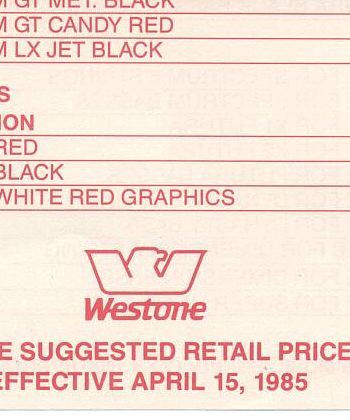 M GT MET. BLACK
M GT CANDY RED
M LX JET BLACK
S
ION
RED
BLACK
WHITE RED GRAPHICS
Westone
E SUGGESTED RETAIL PRICE
EFFECTIVE APRIL 15, 1985